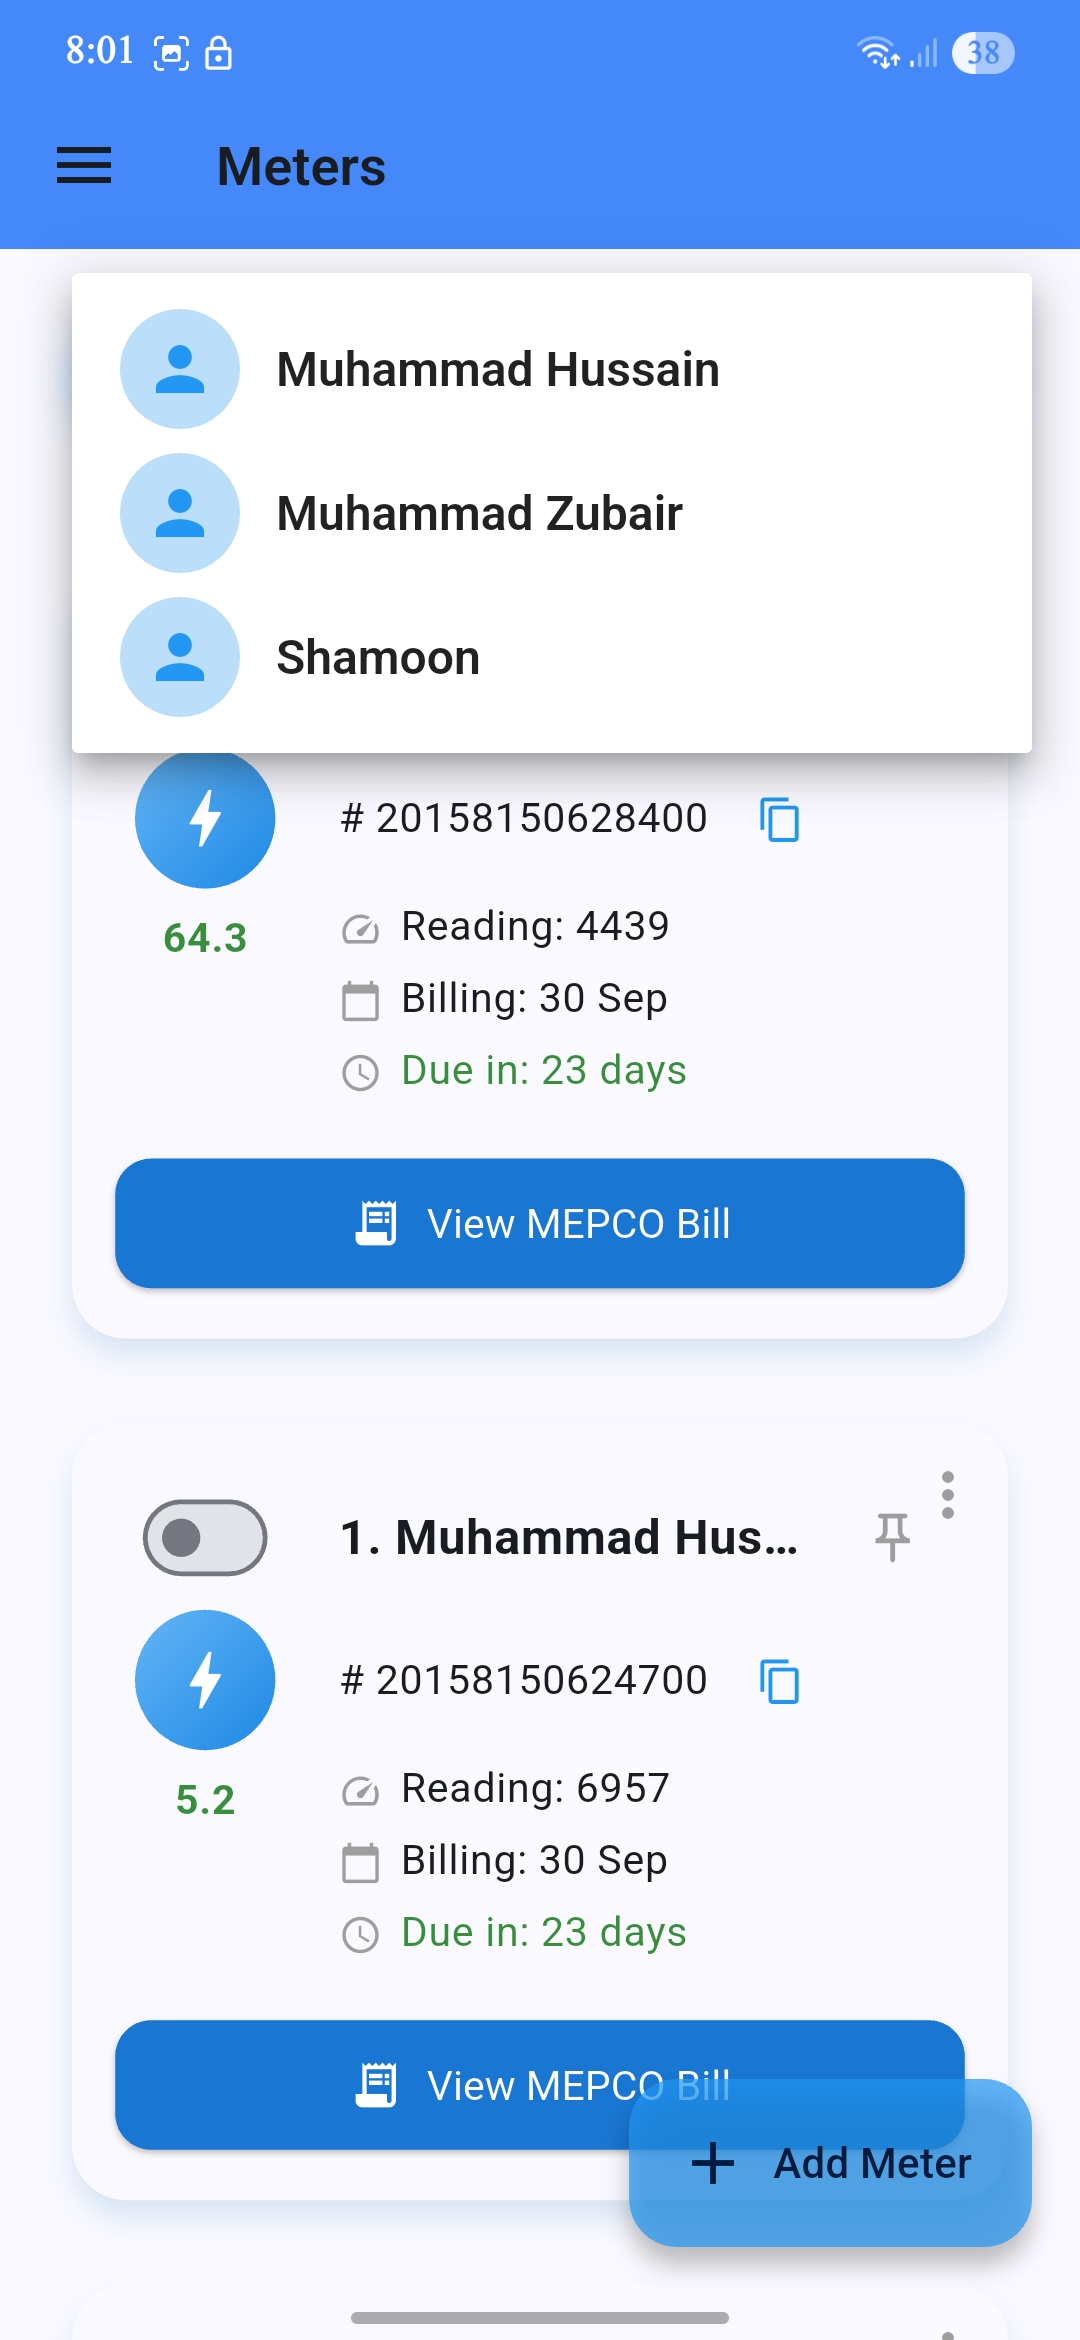 8:01
38
Meters
Muhammad Hussain
Muhammad Zubair
Shamoon
# 20158150628400
64.3
Reading: 4439
Billing: 30 Sep
Due in: 23 days
View MEPCO Bill
1. Muhammad Hus...
# 20158150624700
5.2
Reading: 6957
Billing: 30 Sep
Due in: 23 days
View MEPCO Bill
Add Meter